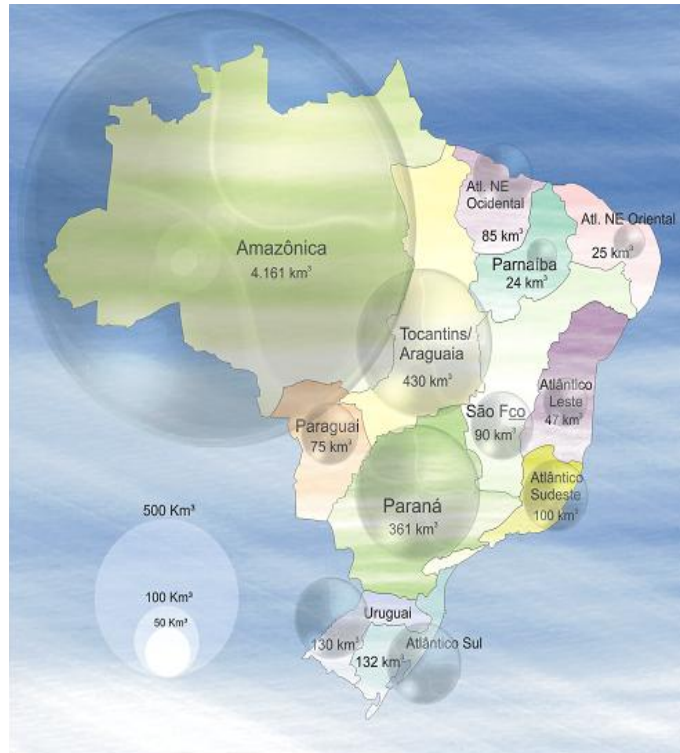 Atl. NE
Ocidental
85 km³
Atl. NE Oriental
25 km³
Amazônica
4.161 km³
Parnaíba
24 km³
Tocantins/
Araguaia
430 km³
Atlântico
Leste
47 km³
São Fco
90 km³
Paraguai
75 km³
Atlântico
Sudeste
100 km³
Paraná
361 km³
500 Km³
100 Km³
50 Km³
Uruguai
130 km³
Atlântico Sul
132 km³